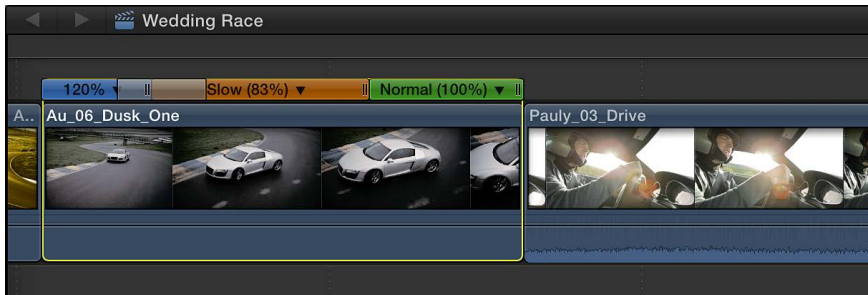 Wedding Race
120% Slow (83%) Normal (100%)
A.. Au_06_Dusk_One Pauly_03_Drive